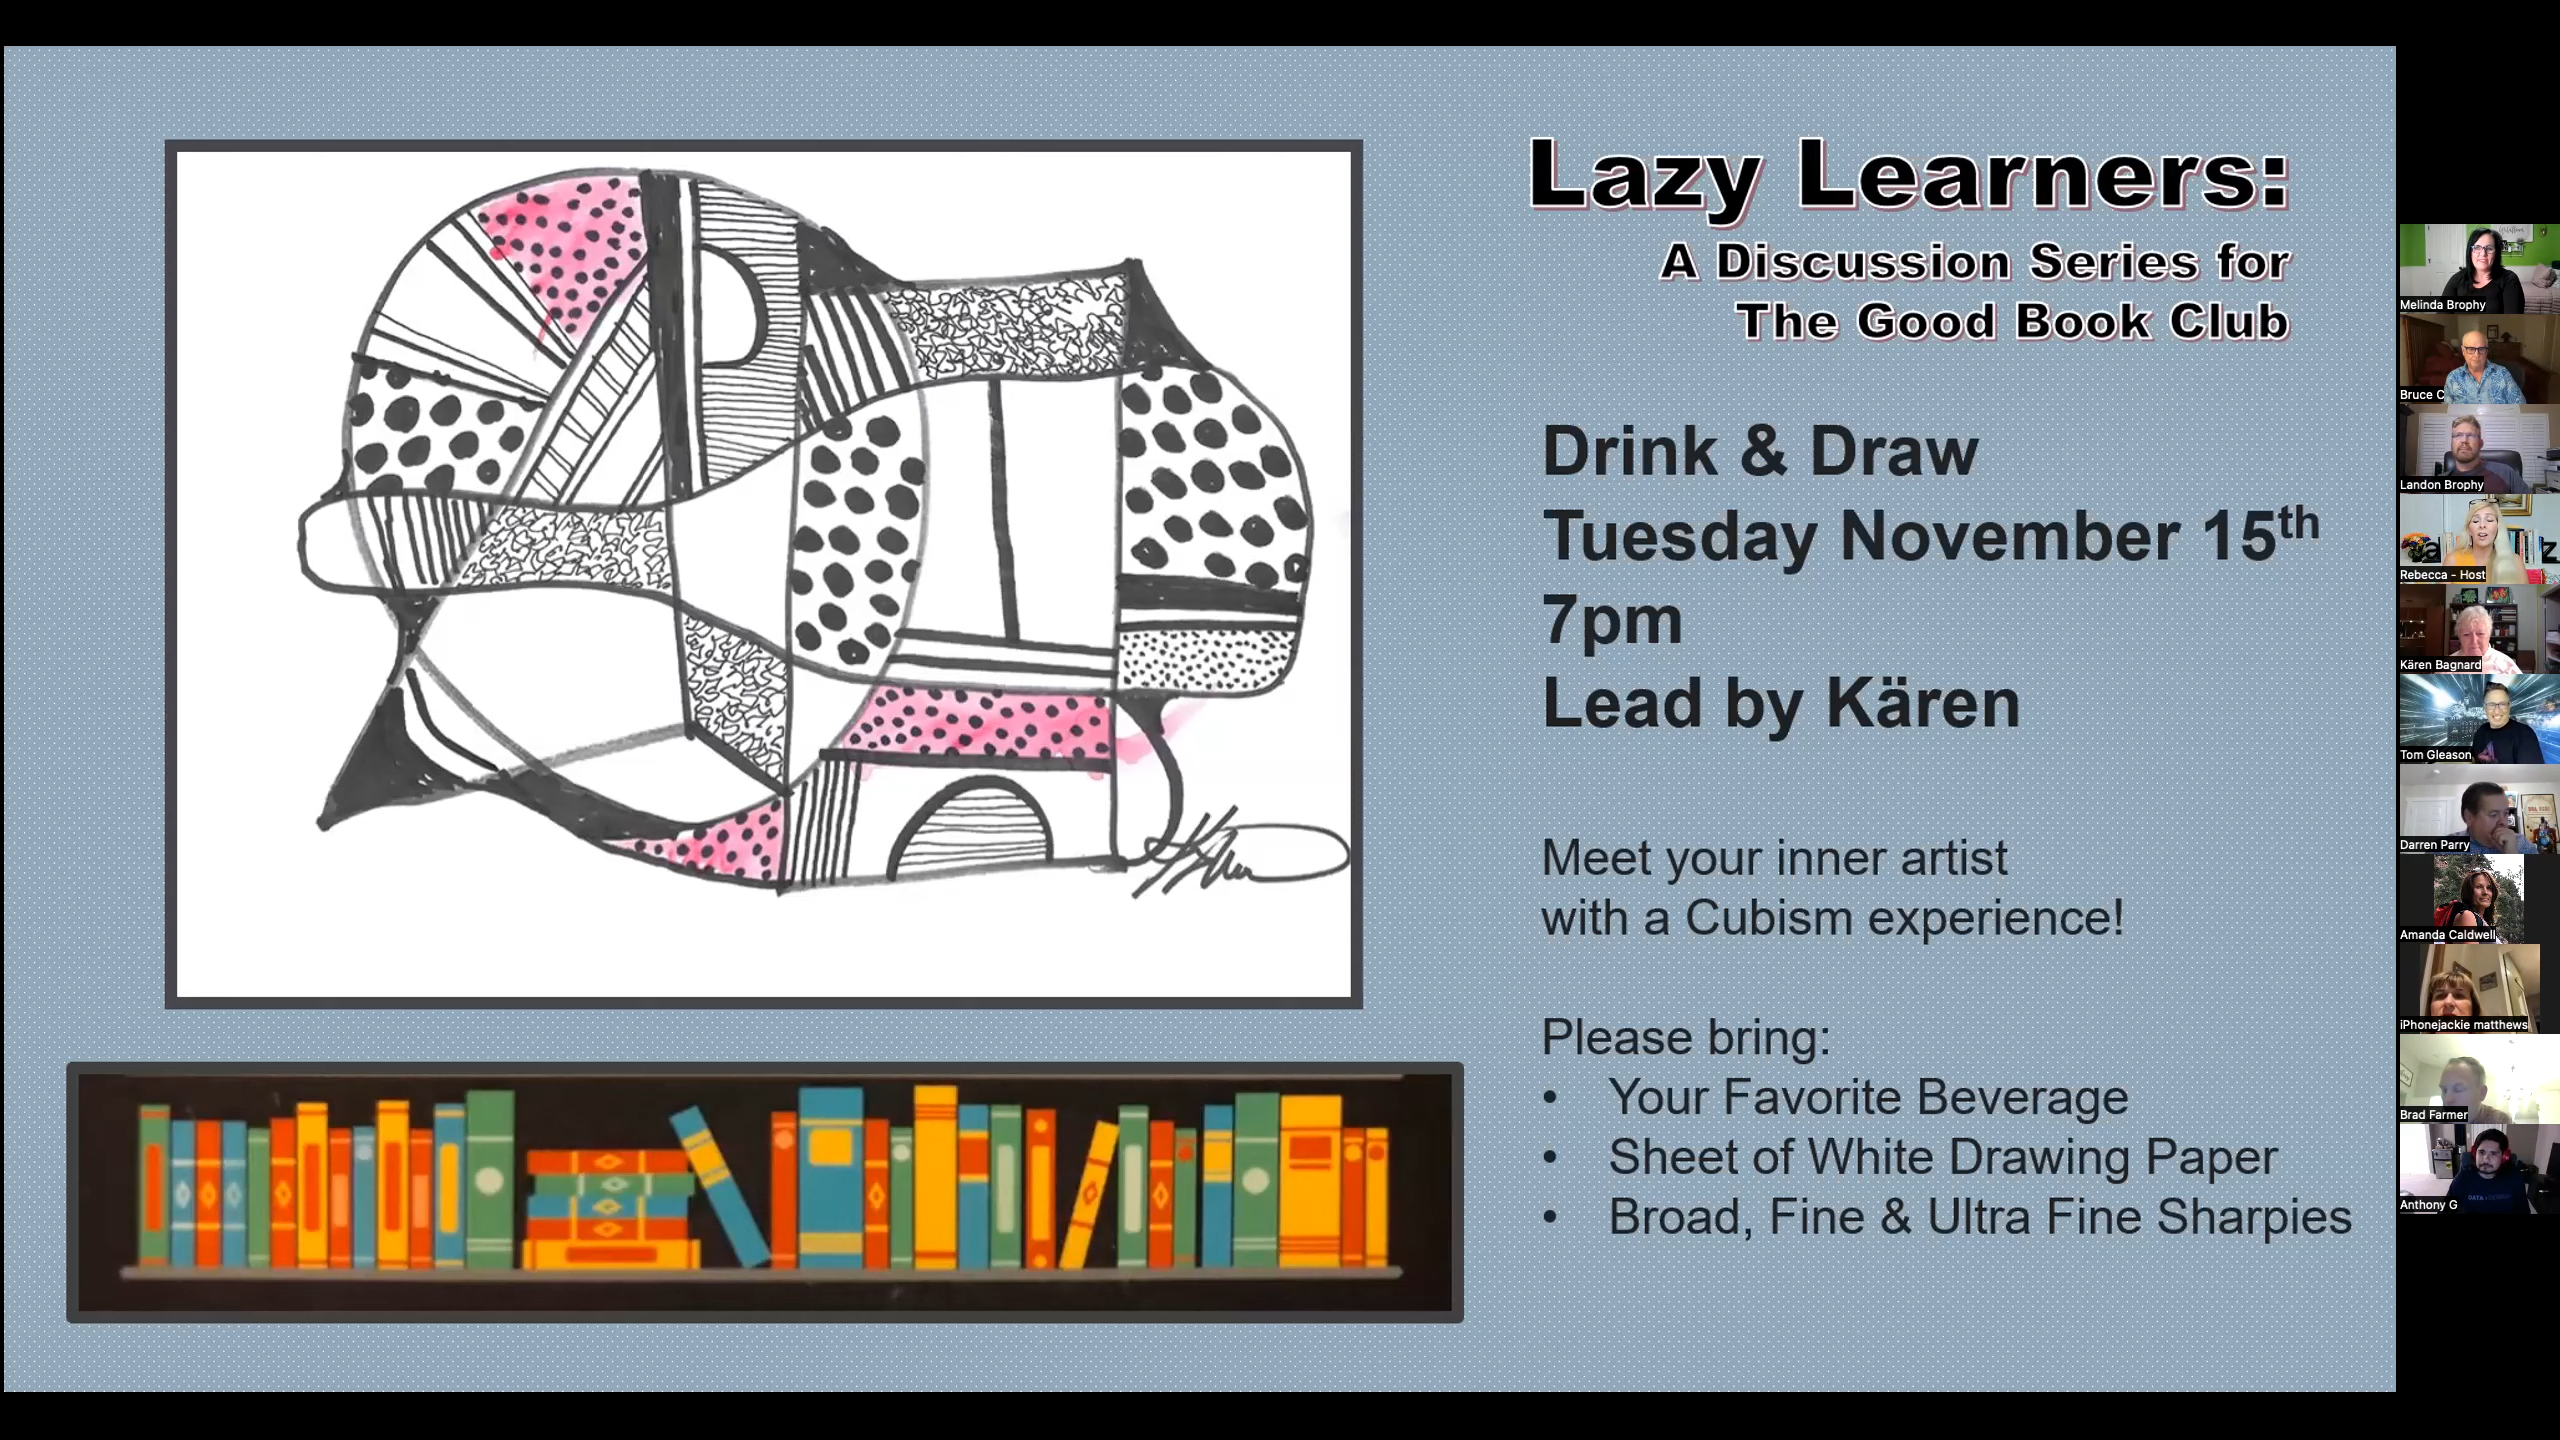 Lazy Learners:
A Discussion Series for
The Good Book Club
Drink & Draw
Tuesday November 15th
7pm
Lead by Kären
Meet your inner artist
with a Cubism experience!
Please bring:
• Your Favorite Beverage
• Sheet of White Drawing Paper
• Broad, Fine & Ultra Fine Sharpies
Melinda Brophy
Bruce C
Landon Brophy
Rebecca - Host
Kären Bagnard
Tom Gleason
Darren Parry
Amanda Caldwell
iPhonejackie matthews
Brad Farmer
Anthony G